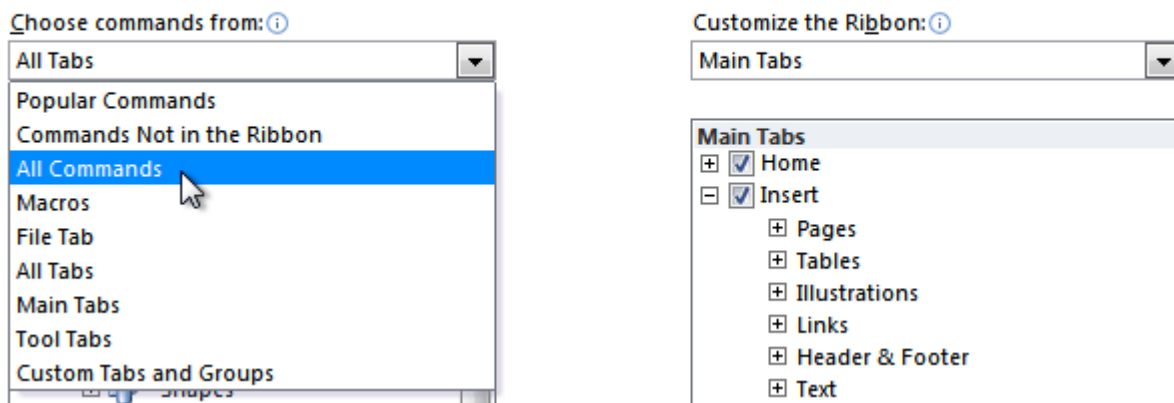 Choose commands from:
All Tabs
Popular Commands
Commands Not in the Ribbon
All Commands
Macros
File Tab
All Tabs
Main Tabs
Tool Tabs
Custom Tabs and Groups
Shapes
Customize the Ribbon:
Main Tabs
Main Tabs
Home
Insert
Pages
Tables
Illustrations
Links
Header & Footer
Text